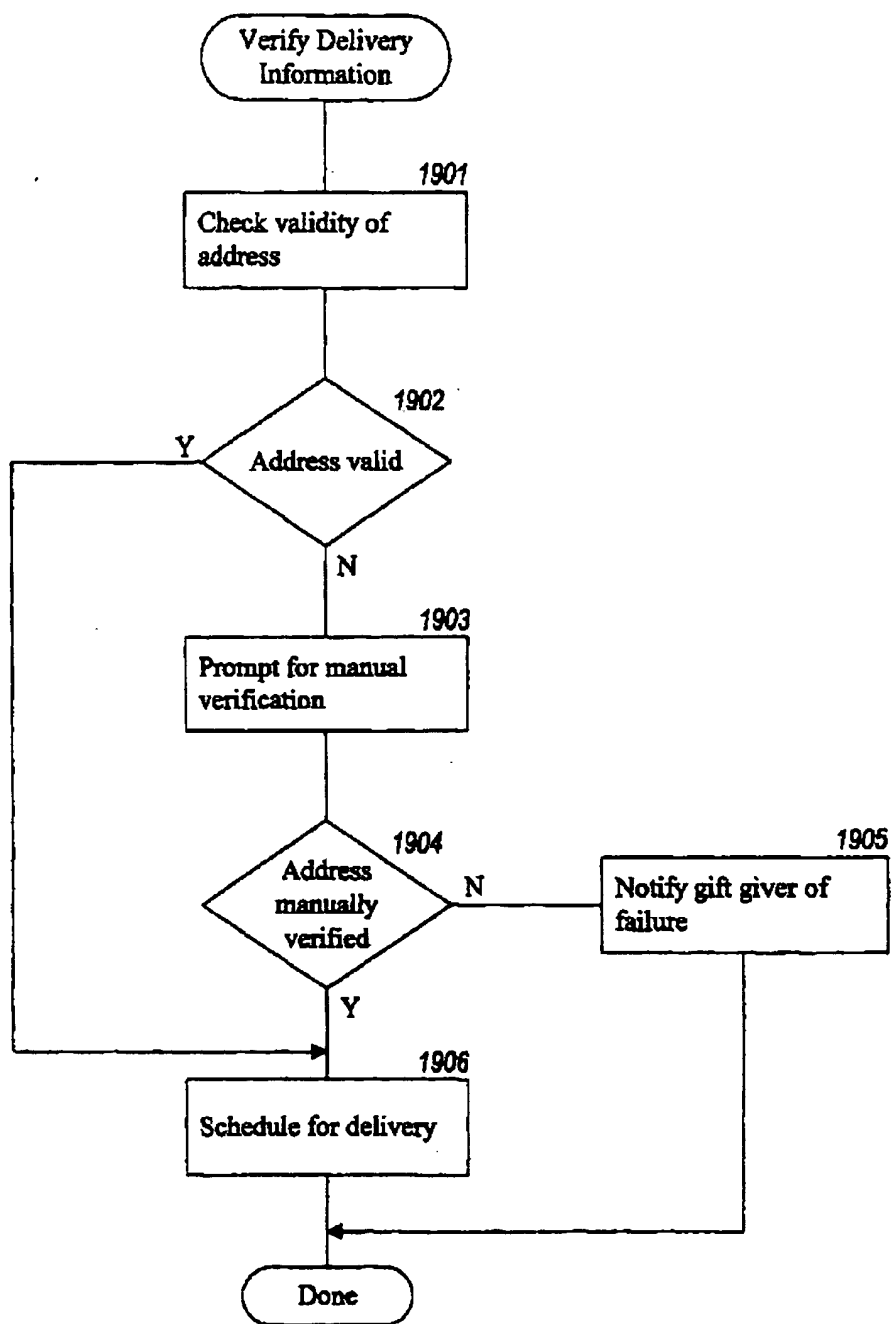 Verify Delivery
Information
1901
Check validity of
address
1902
Y
Address valid
N
1903
Prompt for manual
verification
1904
Address
manually
verified
N
1905
Notify gift giver of
failure
Y
1906
Schedule for delivery
Done